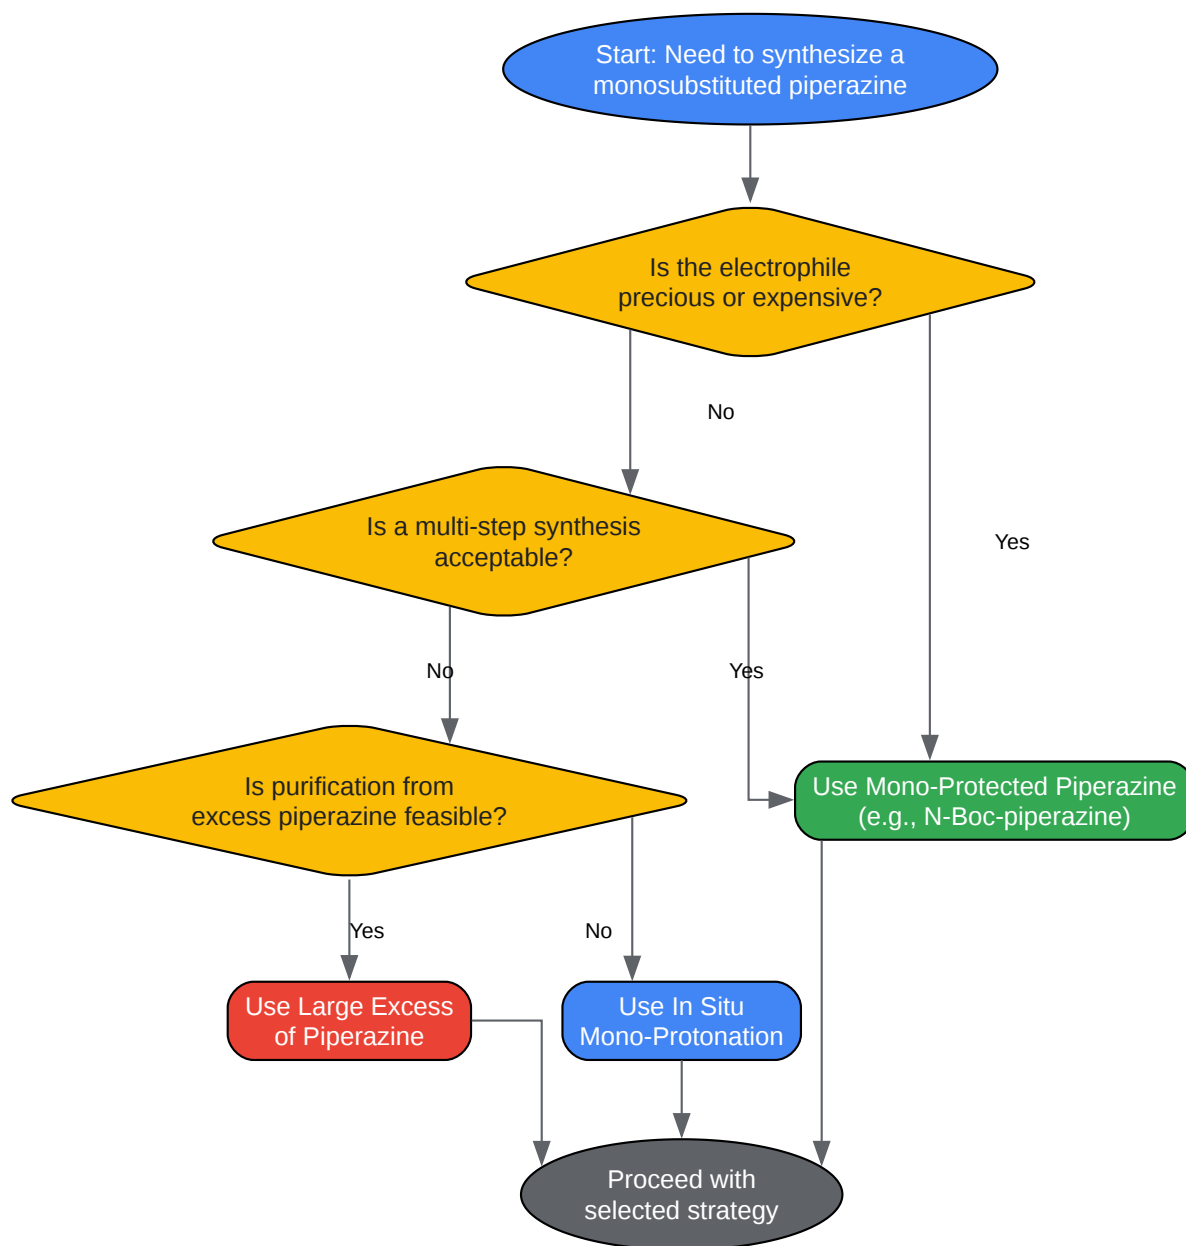 Start: Need to synthesize a
monosubstituted piperazine
Is the electrophile
precious or expensive?
No
Is a multi-step synthesis
acceptable?
Yes
No
Yes
Is purification from
excess piperazine feasible?
Use Mono-Protected Piperazine
(e.g., N-Boc-piperazine)
Yes
No
Use Large Excess
of Piperazine
Use In Situ
Mono-Protonation
Proceed with
selected strategy